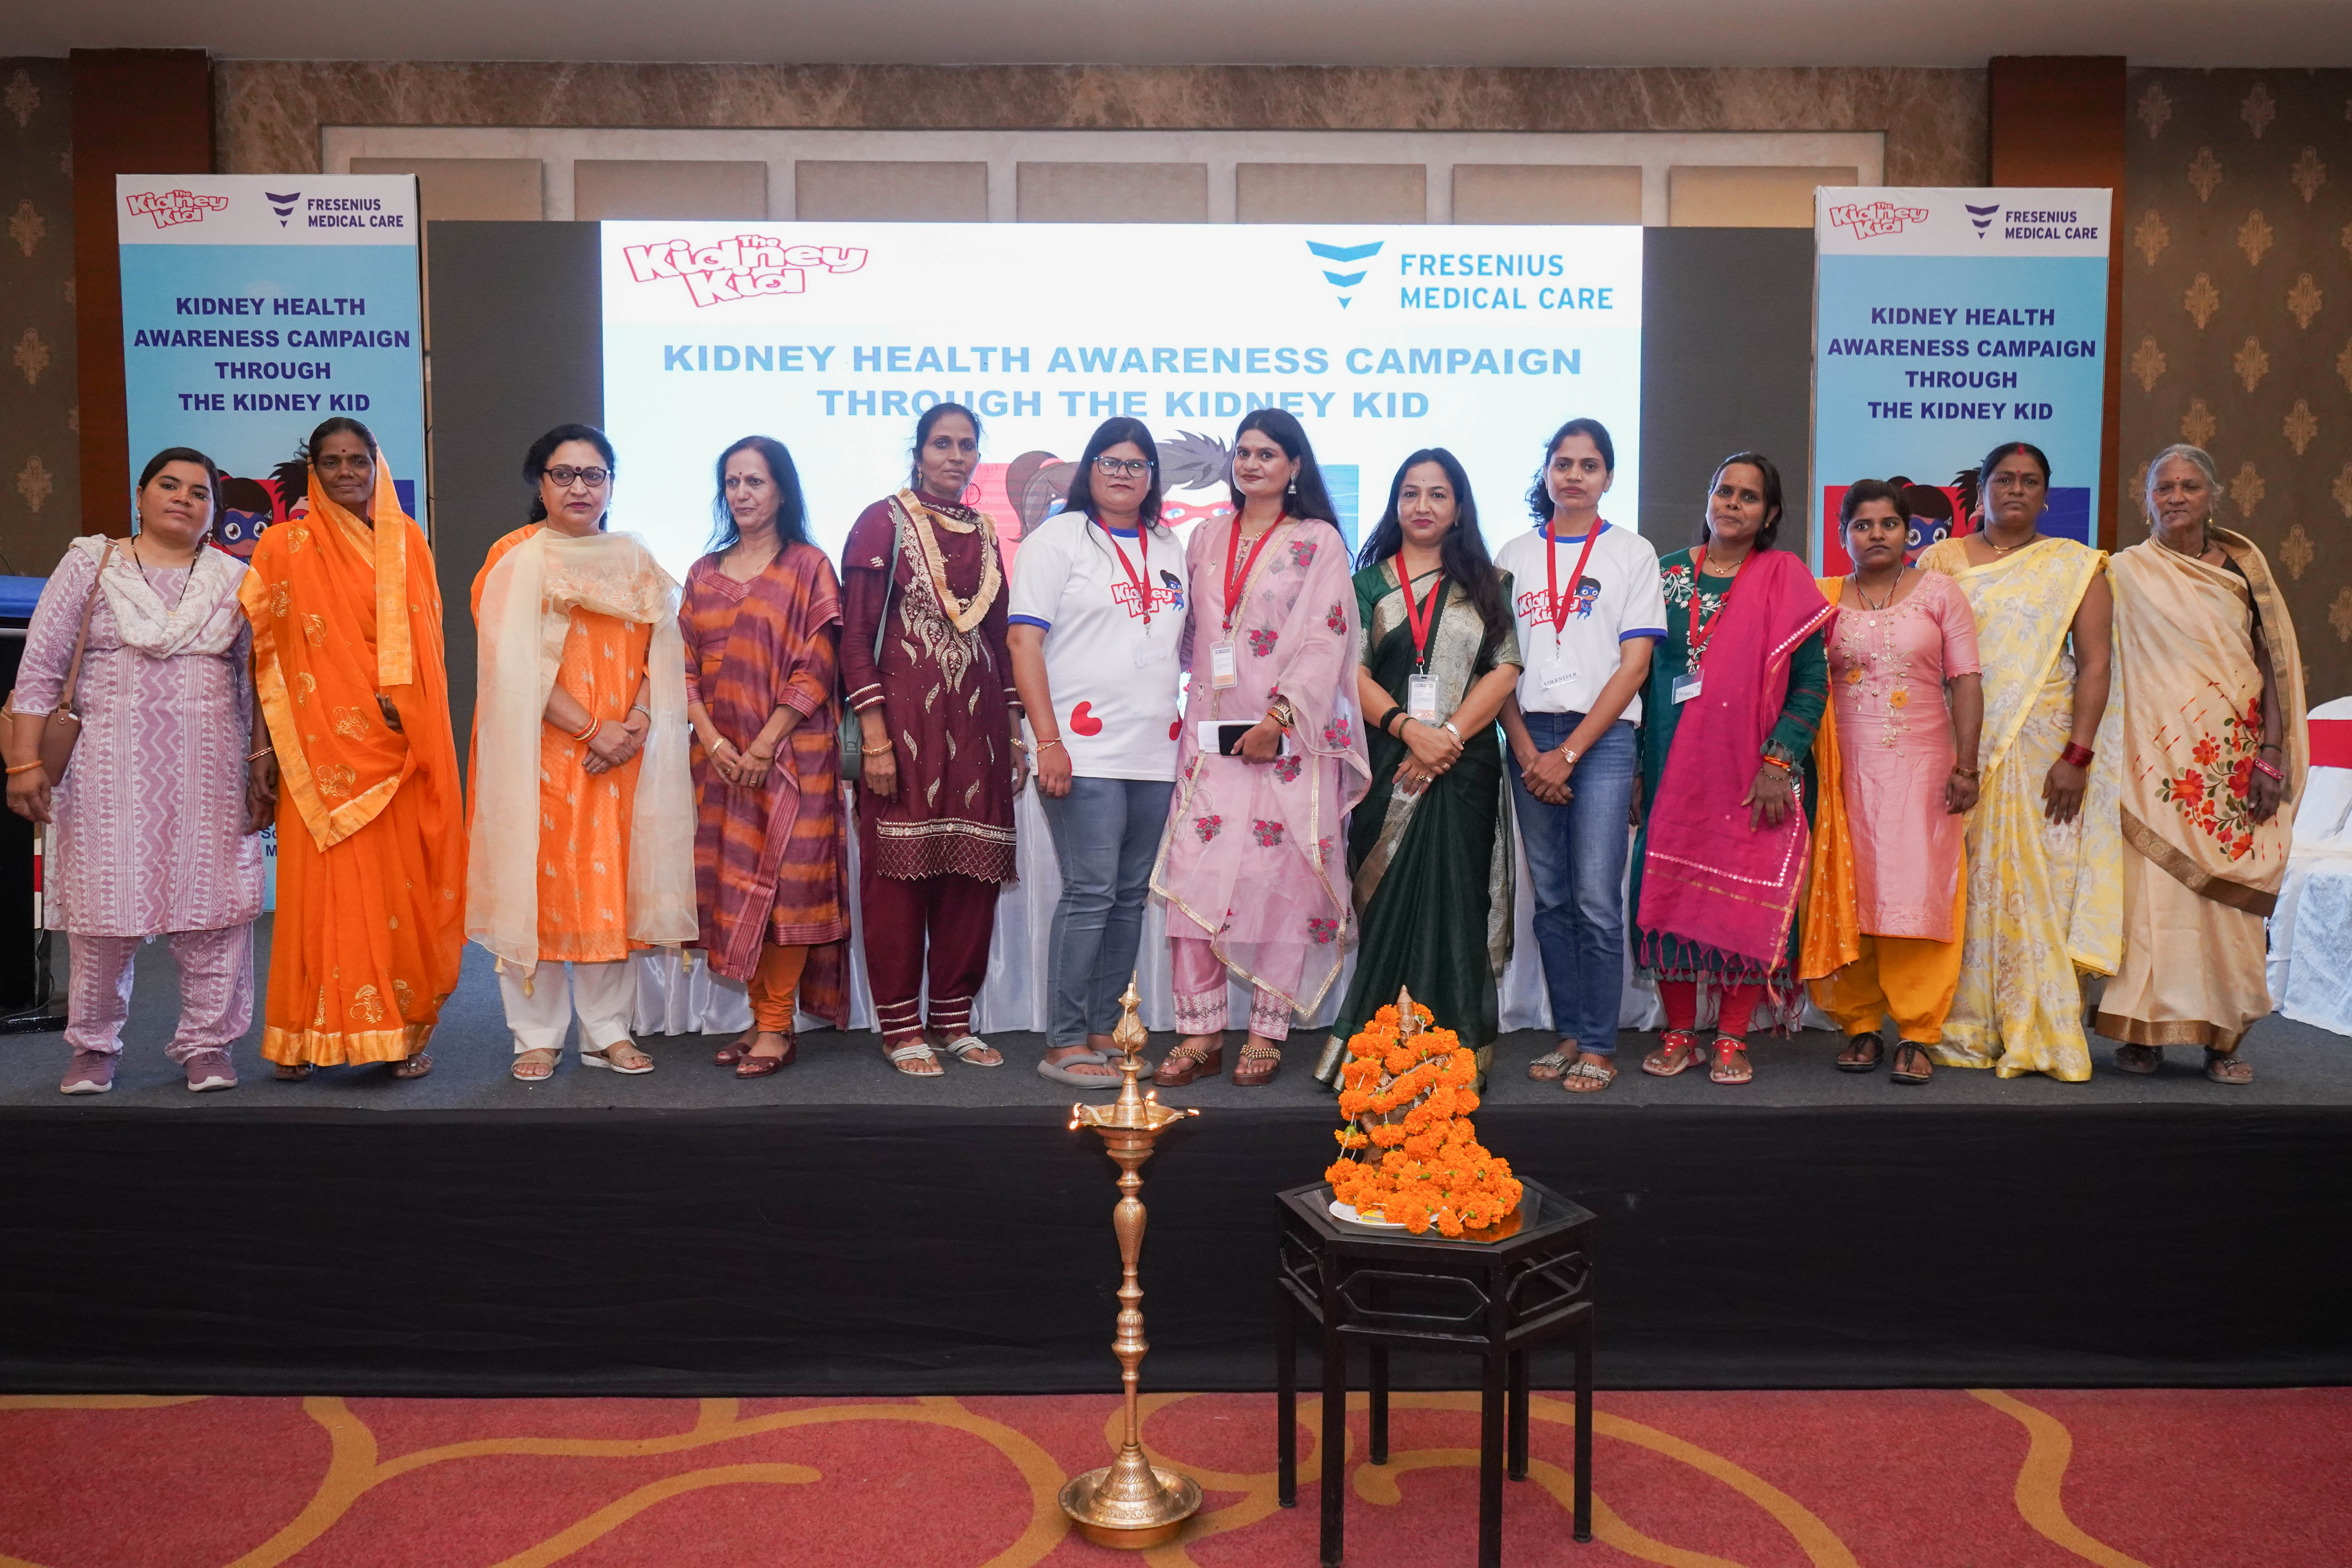 The
Kidney
Kid
FRESENIUS
MEDICAL CARE
KIDNEY HEALTH
AWARENESS CAMPAIGN
THROUGH
THE KIDNEY KID
The
Kidney
Kid
FRESENIUS
MEDICAL CARE
KIDNEY HEALTH AWARENESS CAMPAIGN
THROUGH THE KIDNEY KID
The
Kidney
Kid
FRESENIUS
MEDICAL CARE
KIDNEY HEALTH
AWARENESS CAMPAIGN
THROUGH
THE KIDNEY KID
Kidney
Kid
Kidney
Kid
VOLUNTEER